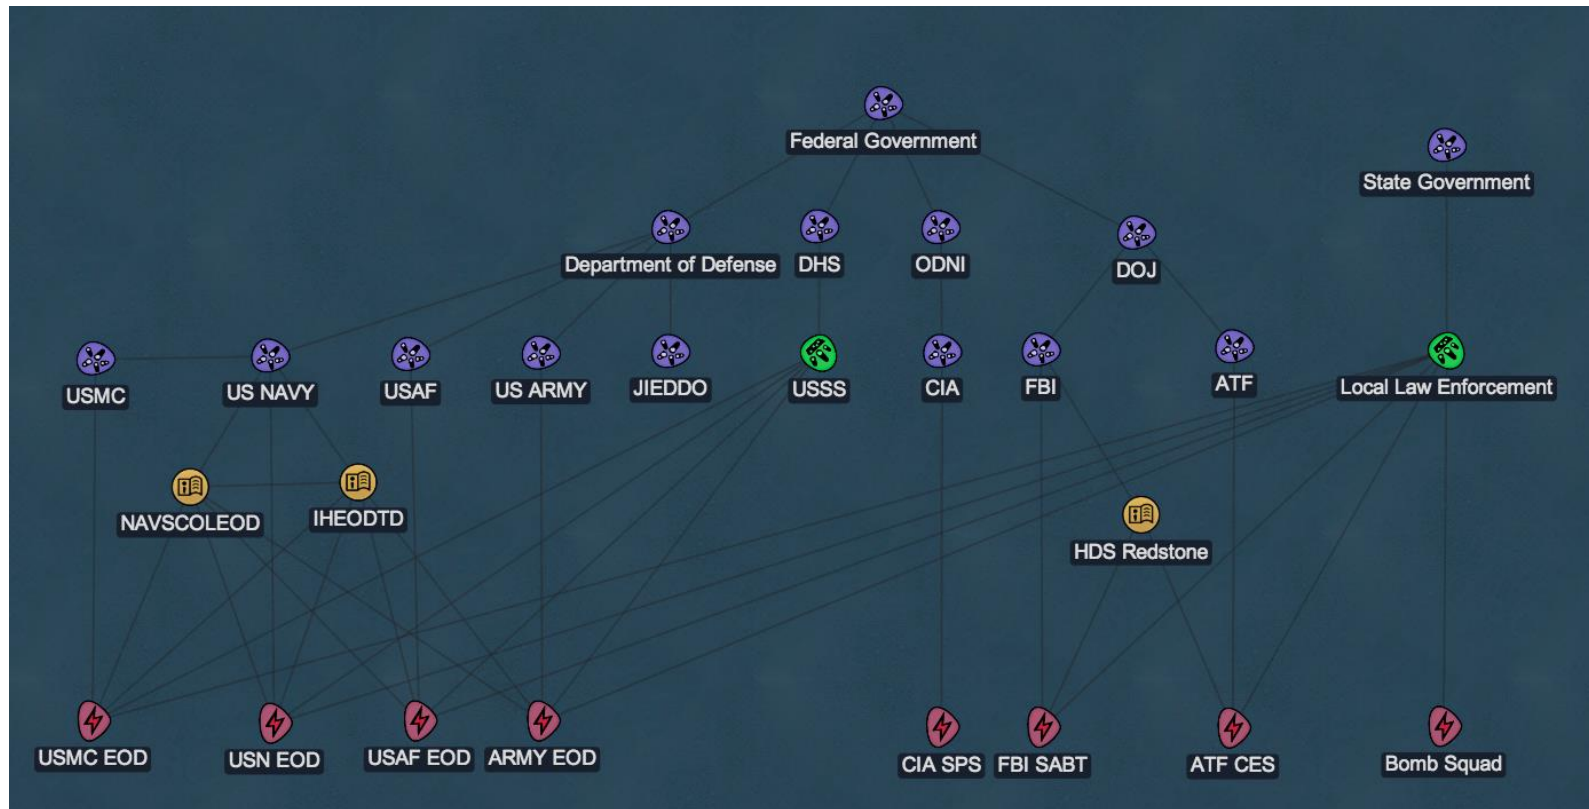 Federal Government
State Government
Department of Defense
DHS
ODNI
DOJ
USMC
US NAVY
USAF
US ARMY
JIEDDO
USSS
CIA
FBI
ATF
Local Law Enforcement
NAVSCOLEOD
IHEODTD
HDS Redstone
USMC EOD
USN EOD
USAF EOD
ARMY EOD
CIA SPS
FBI SABT
ATF CES
Bomb Squad